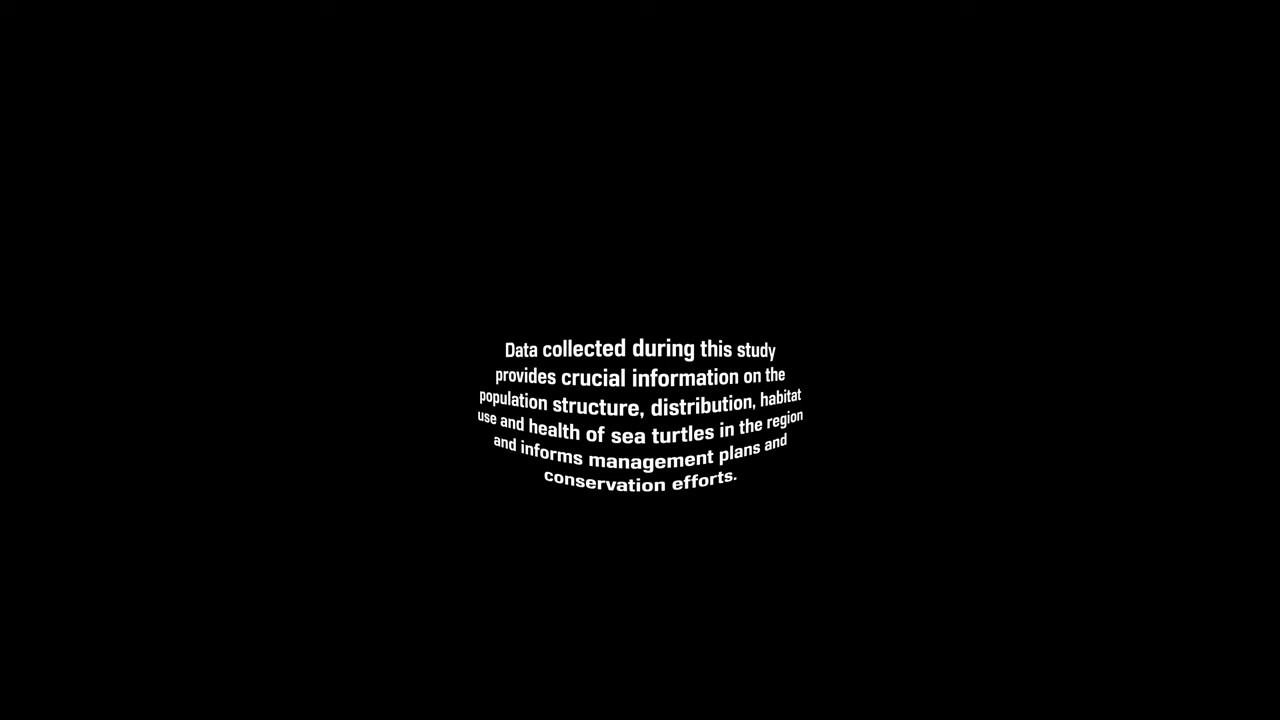 Data collected during this study
provides crucial information on the
population structure, distribution, habitat
use and health of sea turtles in the region
and informs management plans and
conservation efforts.